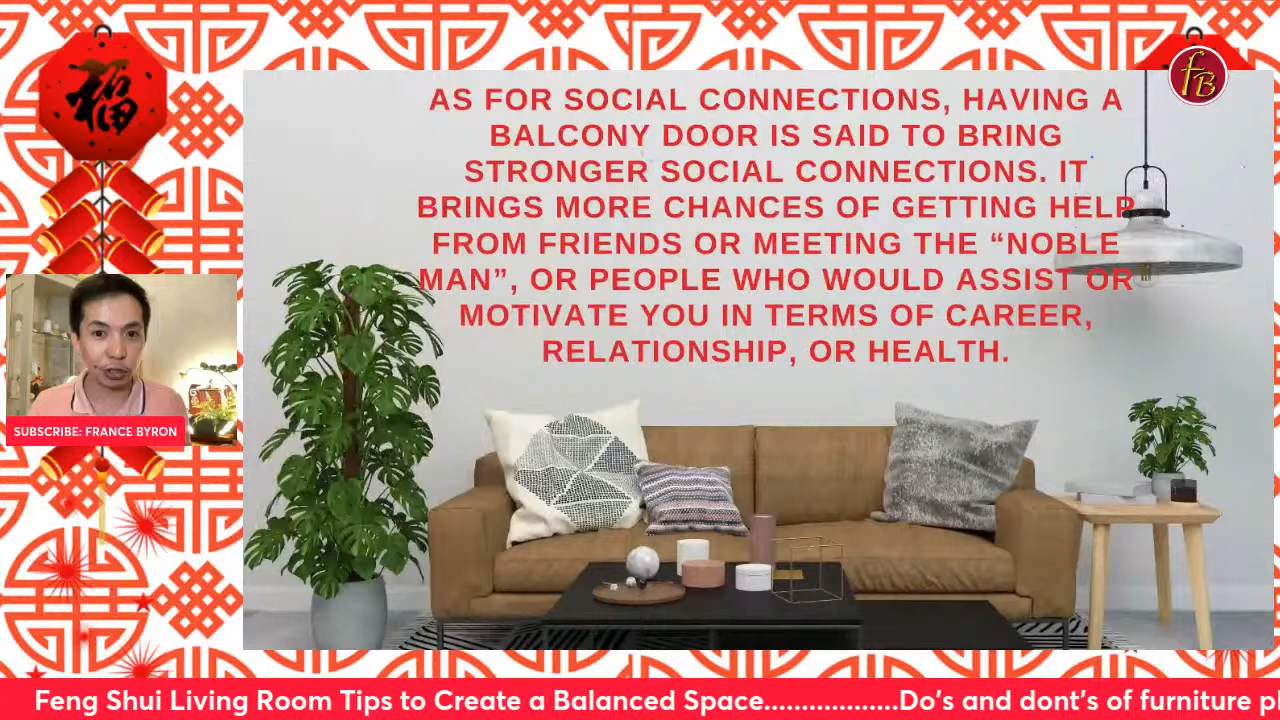 福
fB
AS FOR SOCIAL CONNECTIONS, HAVING A
BALCONY DOOR IS SAID TO BRING
STRONGER SOCIAL CONNECTIONS. IT
BRINGS MORE CHANCES OF GETTING HELP
FROM FRIENDS OR MEETING THE “NOBLE
MAN”, OR PEOPLE WHO WOULD ASSIST OR
MOTIVATE YOU IN TERMS OF CAREER,
RELATIONSHIP, OR HEALTH.
SUBSCRIBE: FRANCE BYRON
Feng Shui Living Room Tips to Create a Balanced Space..................Do's and dont's of furniture p